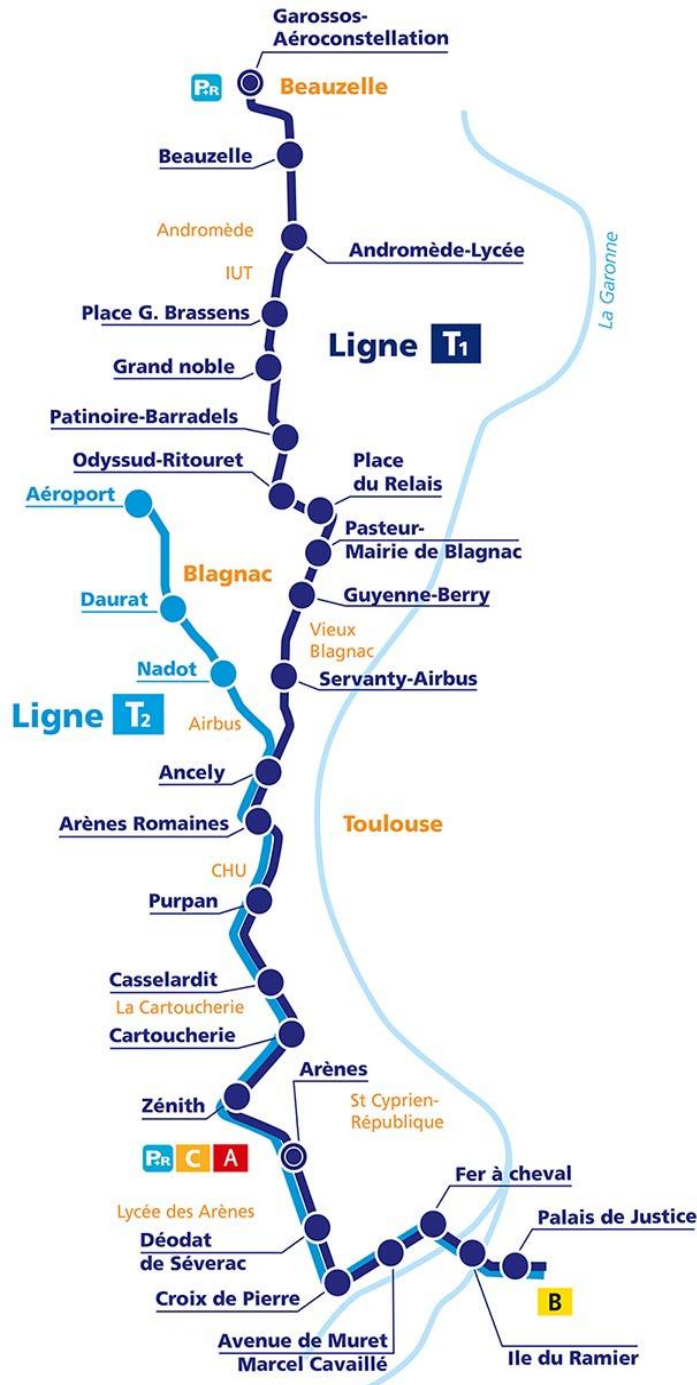 Garossos-
Aéroconstellation
P+R
Beauzelle
Beauzelle
Andromède
Andromède-Lycée
IUT
La Garonne
Place G. Brassens
Ligne T1
Grand noble
Patinoire-Barradels
Odyssud-Ritouret
Place
du Relais
Aéroport
Pasteur-
Mairie de Blagnac
Blagnac
Daurat
Guyenne-Berry
Vieux
Blagnac
Nadot
Servanty-Airbus
Ligne T2
Airbus
Ancely
Arènes Romaines
Toulouse
CHU
Purpan
Casselardit
La Cartoucherie
Cartoucherie
Arènes
Zénith
St Cyprien-
République
P+R C A
Fer à cheval
Lycée des Arènes
Palais de Justice
Déodat
de Séverac
Croix de Pierre
B
Avenue de Muret
Marcel Cavaillé
Ile du Ramier